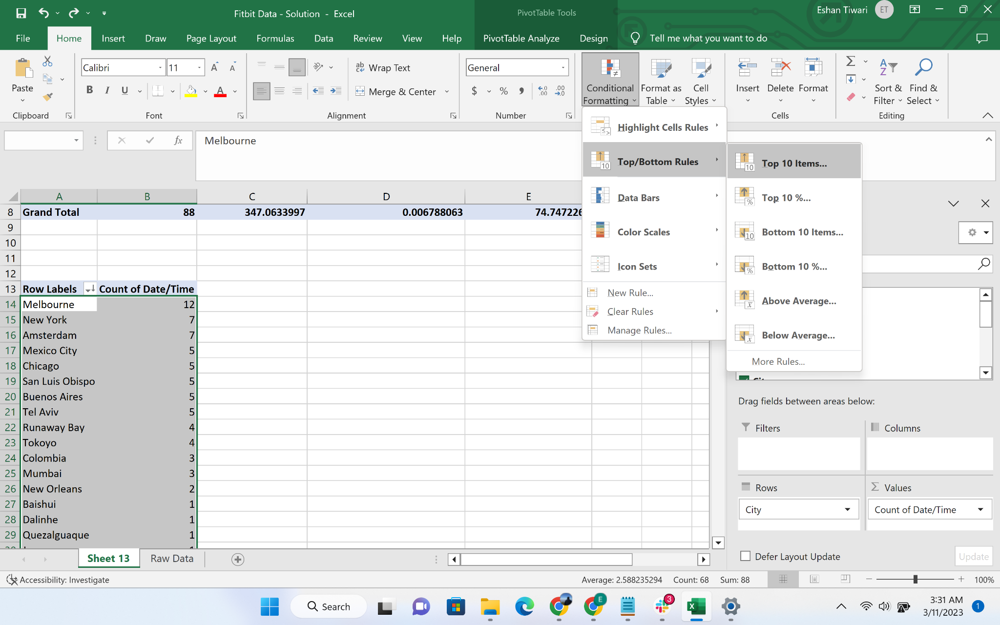 Fitbit Data - Solution - Excel
PivotTable Tools
Eshan Tiwari
ET
File
Home
Insert
Draw
Page Layout
Formulas
Data
Review
View
Help
PivotTable Analyze
Design
Tell me what you want to do
Paste
Clipboard
Calibri
11
B I U
Font
Wrap Text
Merge & Center
Alignment
General
$ %
Number
Conditional Formatting
Format as Table
Cell Styles
Insert
Delete
Format
Cells
Sort & Filter
Find & Select
Editing
fx
Melbourne
Highlight Cells Rules
Top/Bottom Rules
Data Bars
Color Scales
Icon Sets
New Rule...
Clear Rules
Manage Rules...
Top 10 Items...
Top 10 %...
Bottom 10 Items...
Bottom 10 %...
Above Average...
Below Average...
More Rules...
A B C D E
8 Grand Total 88 347.0633997 0.006788063 74.747226
9
10
11
12
13 Row Labels Count of Date/Time
14 Melbourne 12
15 New York 7
16 Amsterdam 7
17 Mexico City 5
18 Chicago 5
19 San Luis Obispo 5
20 Buenos Aires 5
21 Tel Aviv 5
22 Runaway Bay 4
23 Tokoyo 4
24 Colombia 3
25 Mumbai 3
26 New Orleans 2
27 Baishui 1
28 Dalinhe 1
29 Quezalguaque 1
Drag fields between areas below:
Filters
Columns
Rows
Values
City
Count of Date/Time
Defer Layout Update
Update
Sheet 13
Raw Data
Accessibility: Investigate
Average: 2.588235294 Count: 68 Sum: 88
100%
Search
3
3:31 AM
3/11/2023
1